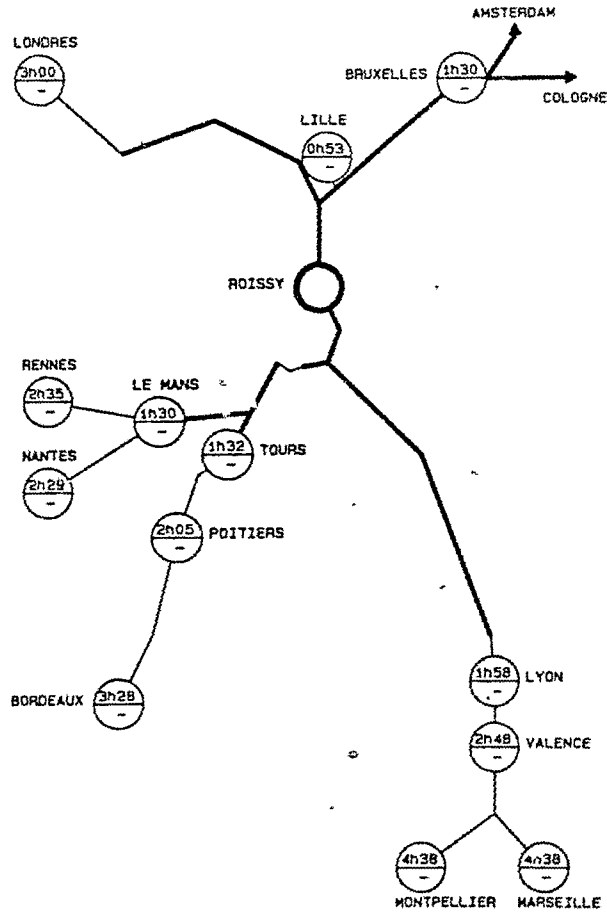 AMSTERDAM
LONDRES
3h00
-
BRUXELLES
1h30
-
COLOGNE
LILLE
0h53
-
ROISSY
RENNES
2h35
-
LE MANS
1h30
-
NANTES
2h29
-
1h32
-
TOURS
2h05
-
POITIERS
BORDEAUX
3h28
-
1h58
-
LYON
2h48
-
VALENCE
4h38
-
MONTPELLIER
4h38
-
MARSEILLE